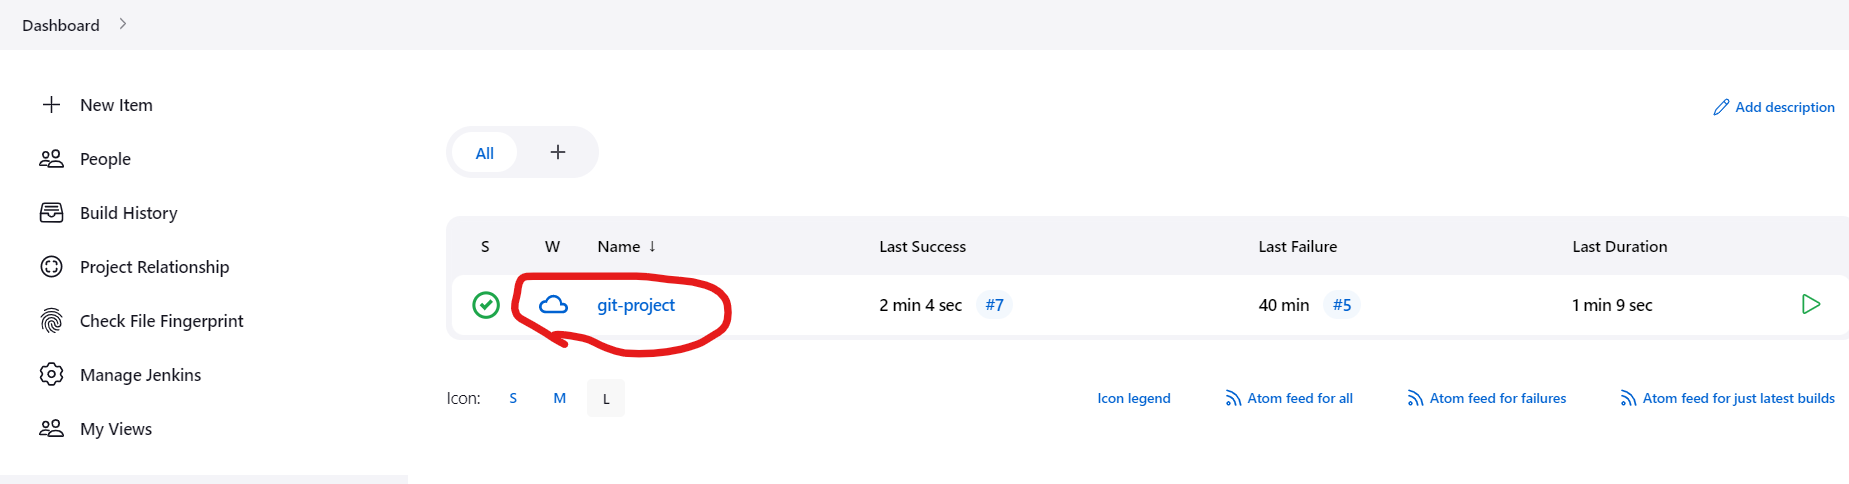 Dashboard
New Item
People
Build History
Project Relationship
Check File Fingerprint
Manage Jenkins
My Views
Add description
All
S W Name ↓ Last Success Last Failure Last Duration
git-project 2 min 4 sec #7 40 min #5 1 min 9 sec
Icon: S M L
Icon legend Atom feed for all Atom feed for failures Atom feed for just latest builds